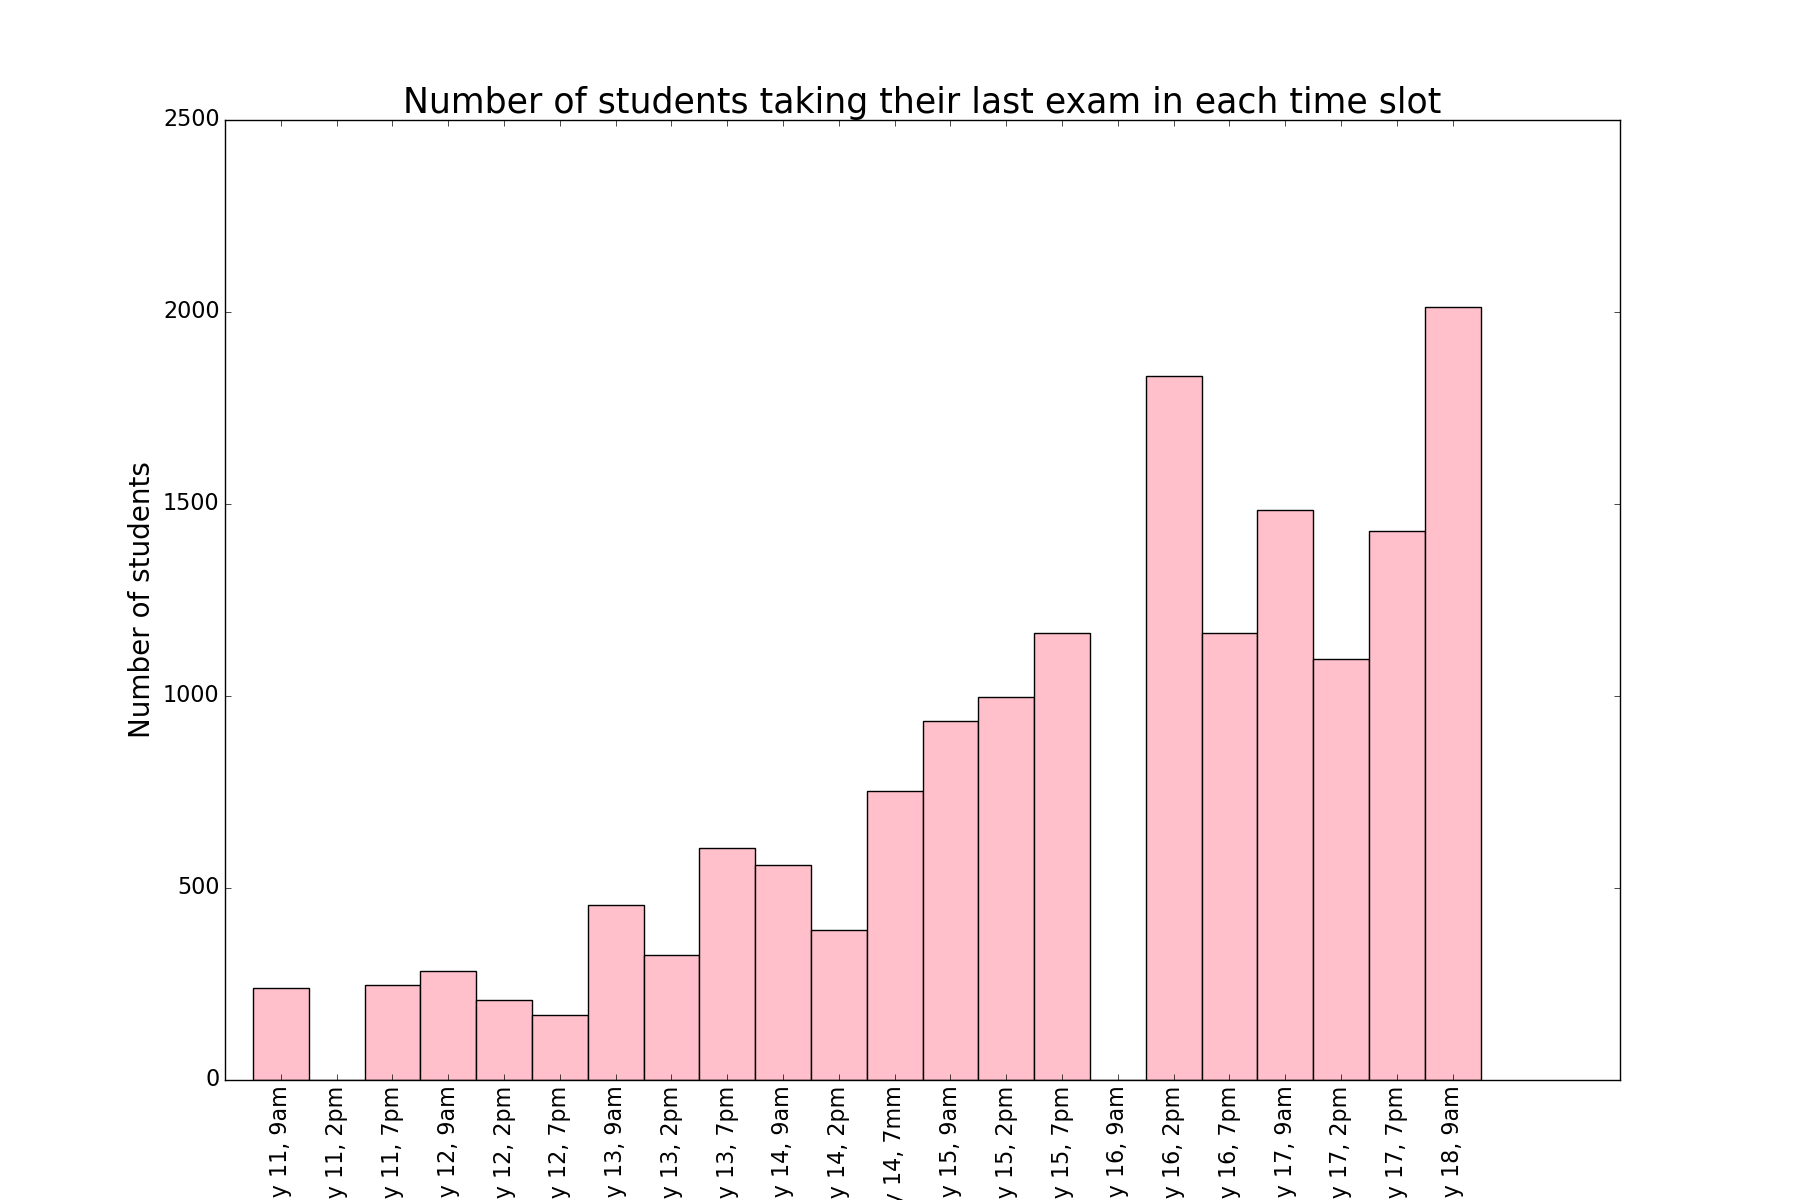 Number of students taking their last exam in each time slot
Number of students
2500
2000
1500
1000
500
0
y 11, 9am
y 11, 2pm
y 11, 7pm
y 12, 9am
y 12, 2pm
y 12, 7pm
y 13, 9am
y 13, 2pm
y 13, 7pm
y 14, 9am
y 14, 2pm
y 14, 7mm
y 15, 9am
y 15, 2pm
y 15, 7pm
y 16, 9am
y 16, 2pm
y 16, 7pm
y 17, 9am
y 17, 2pm
y 17, 7pm
y 18, 9am